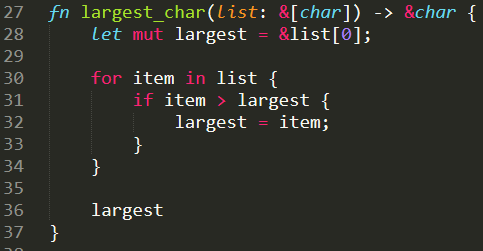 27 fn largest_char(list: &[char]) -> &char {
28     let mut largest = &list[0];
29
30     for item in list {
31         if item > largest {
32             largest = item;
33         }
34     }
35
36     largest
37 }